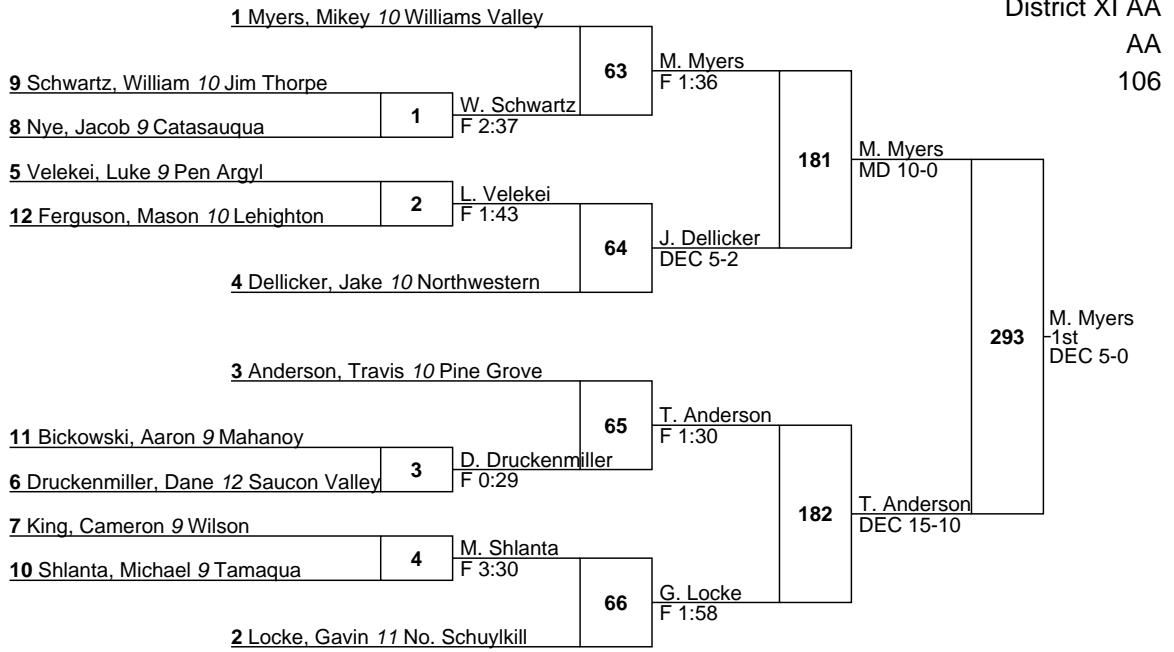 District XI AA
AA
106
1 Myers, Mikey 10 Williams Valley
63
M. Myers
F 1:36
9 Schwartz, William 10 Jim Thorpe
1
W. Schwartz
F 2:37
8 Nye, Jacob 9 Catasauqua
181
M. Myers
MD 10-0
5 Velekei, Luke 9 Pen Argyl
2
L. Velekei
F 1:43
12 Ferguson, Mason 10 Lehighton
64
J. Dellicker
DEC 5-2
4 Dellicker, Jake 10 Northwestern
293
M. Myers
1st
DEC 5-0
3 Anderson, Travis 10 Pine Grove
65
T. Anderson
F 1:30
11 Bickowski, Aaron 9 Mahanoy
3
D. Druckenmiller
F 0:29
6 Druckenmiller, Dane 12 Saucon Valley
182
T. Anderson
DEC 15-10
7 King, Cameron 9 Wilson
4
M. Shlanta
F 3:30
10 Shlanta, Michael 9 Tamaqua
66
G. Locke
F 1:58
2 Locke, Gavin 11 No. Schuylkill